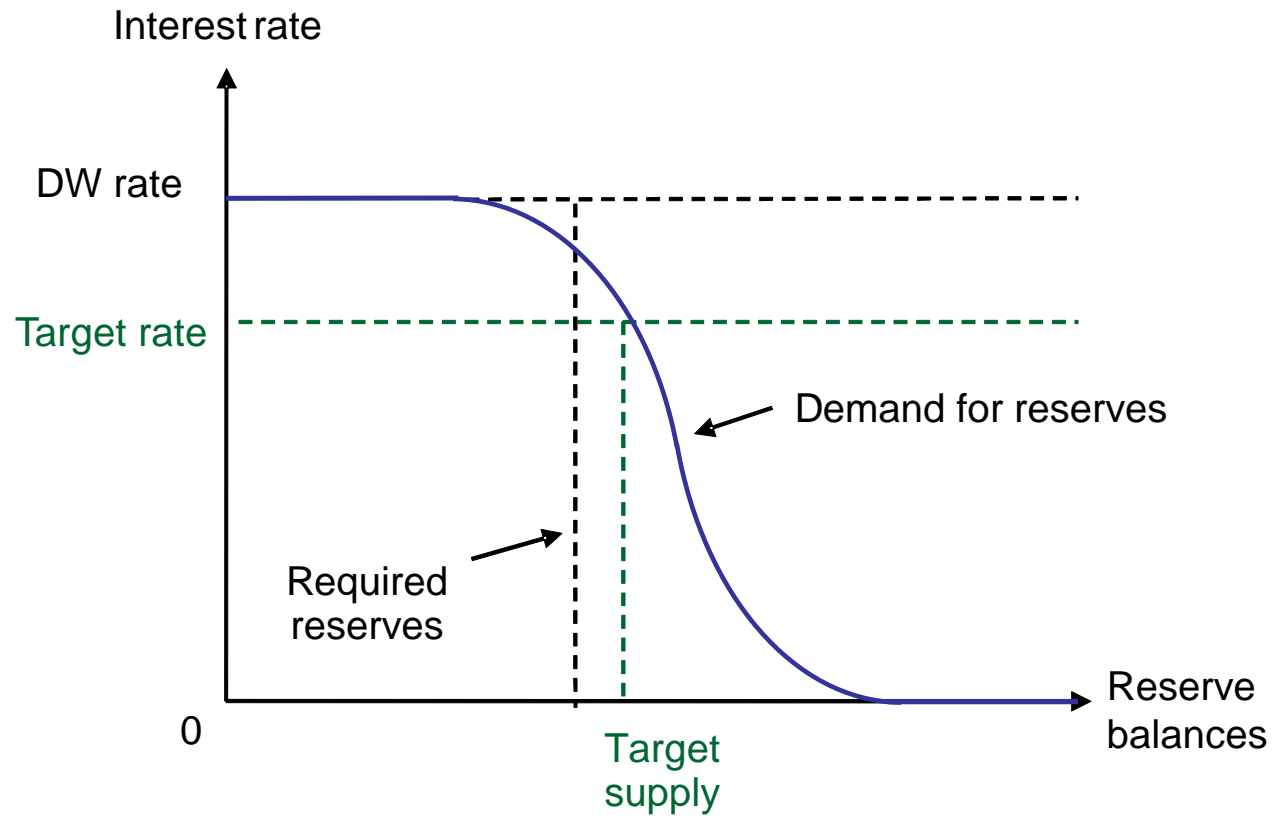 Interest rate
DW rate
Target rate
Demand for reserves
Required
reserves
Reserve
balances
0
Target
supply